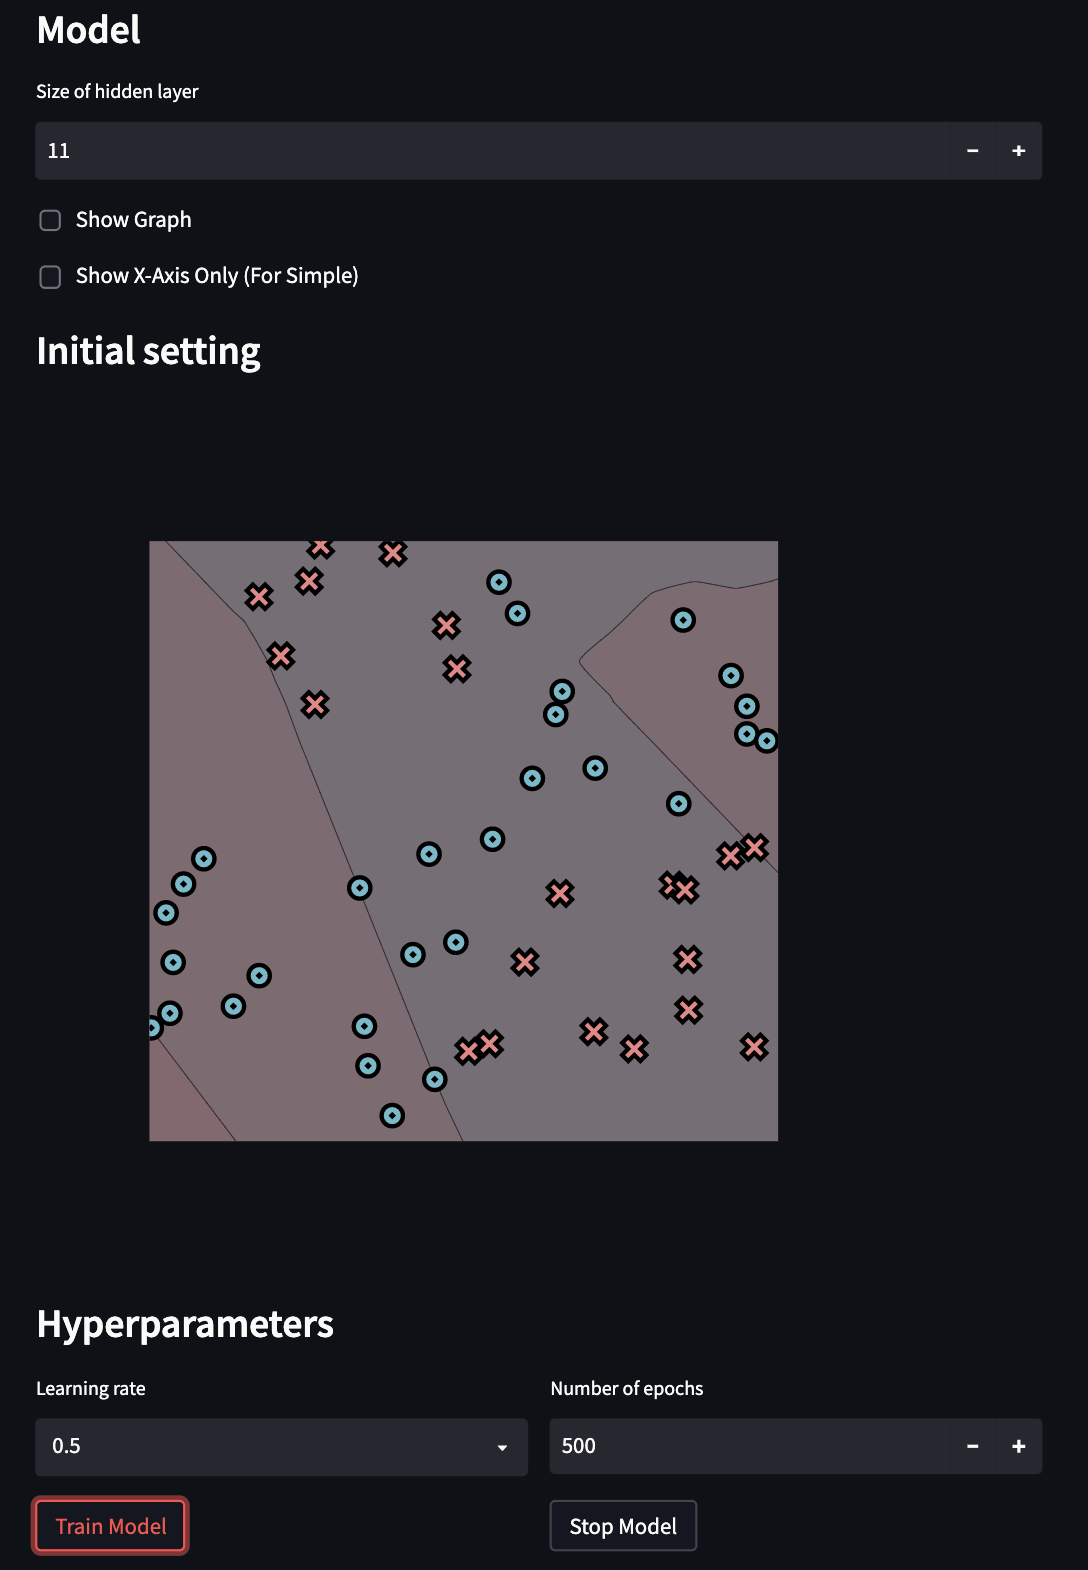 Model
Size of hidden layer
11
Show Graph
Show X-Axis Only (For Simple)
Initial setting
Hyperparameters
Learning rate
Number of epochs
0.5
500
Train Model
Stop Model